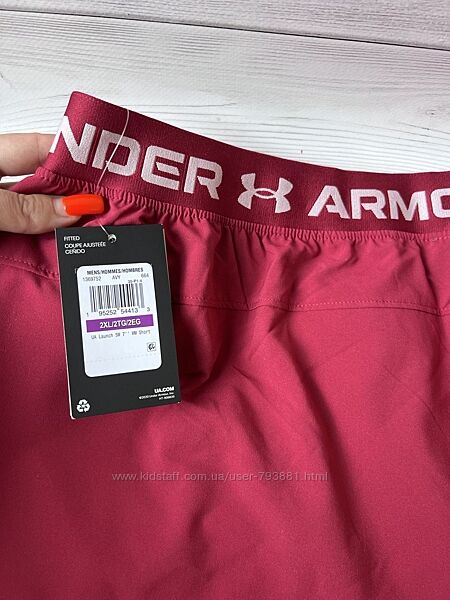 NDER ARMO
FITTED
COUPE AJUSTÉE
CEÑIDO
MENS/HOMMES/HOMBRES
1369752 AVY 664
1 95252 54413 3
2XL/2TG/2EG
UA Launch SW 7'' WM Short
UA.COM
www.kidstaff.com.ua/user-793881.html